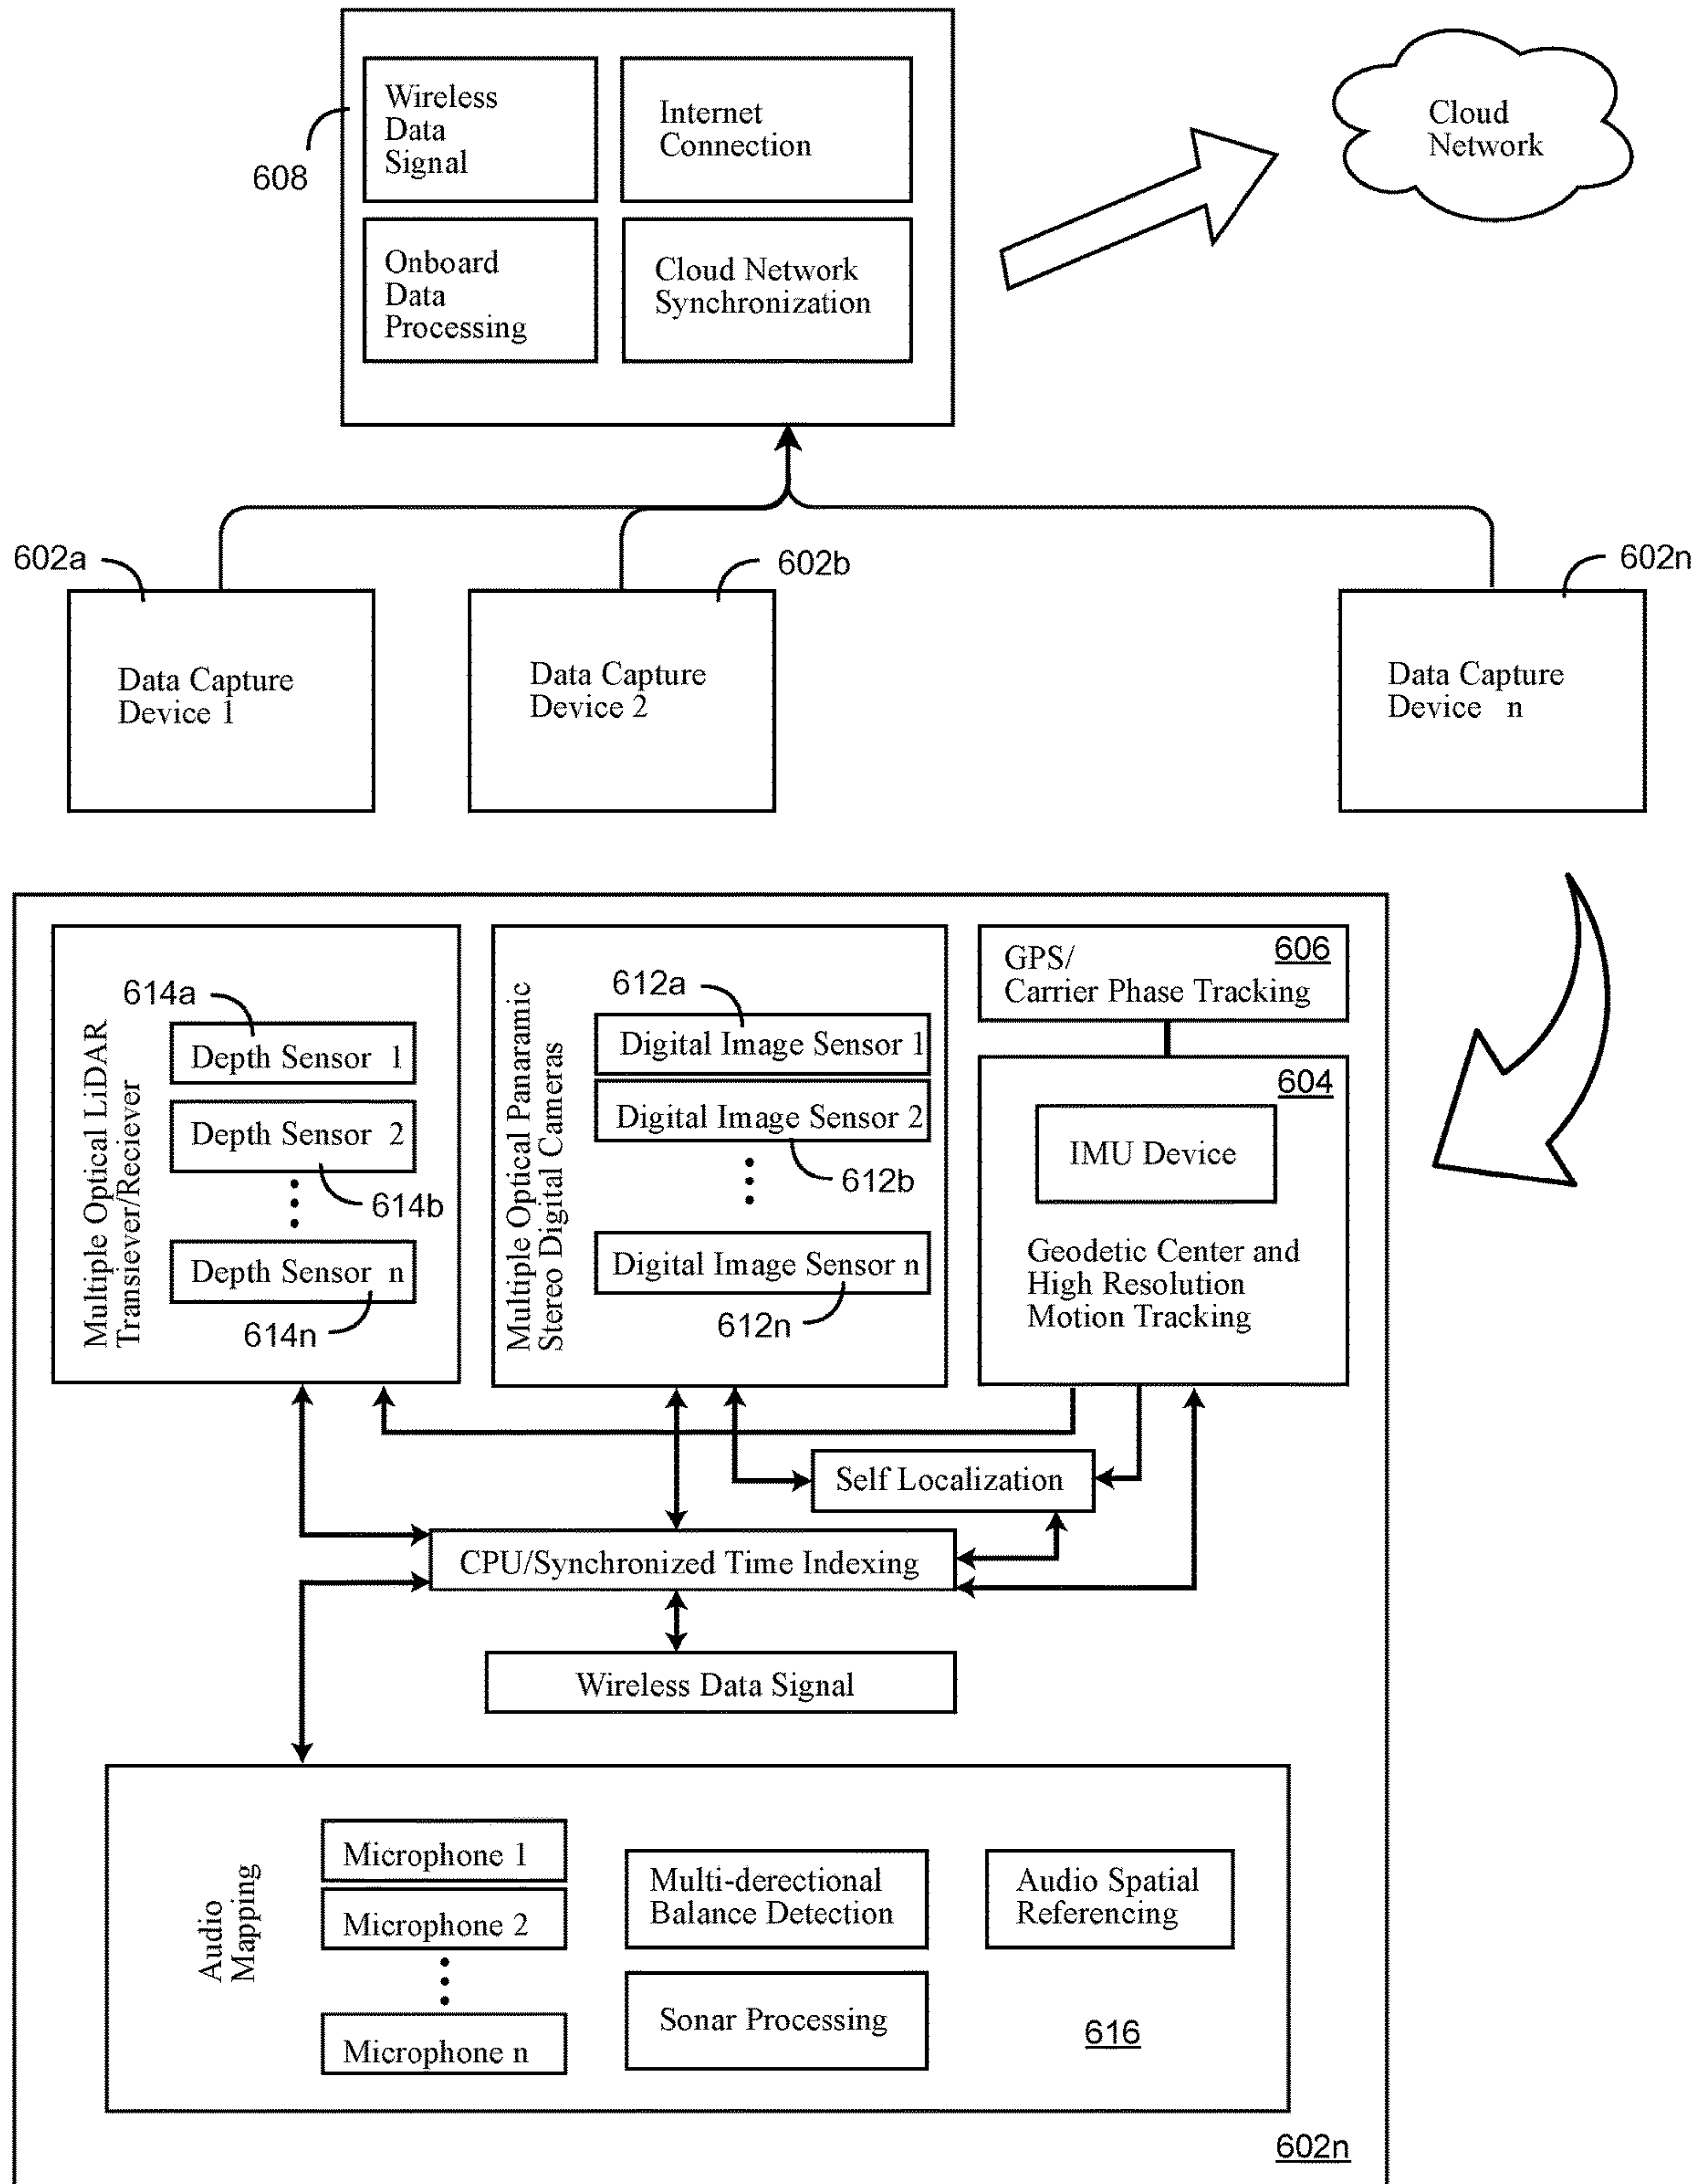 Wireless
Data
Signal
Internet
Connection
608
Onboard
Data
Processing
Cloud Network
Synchronization
Cloud
Network
602a
602b
602n
Data Capture
Device 1
Data Capture
Device 2
Data Capture
Device n
Multiple Optical LiDAR
Transiever/Reciever
614a
Depth Sensor 1
Depth Sensor 2
614b
Depth Sensor n
614n
Multiple Optical Panaramic
Stereo Digital Cameras
612a
Digital Image Sensor 1
Digital Image Sensor 2
612b
Digital Image Sensor n
612n
606
GPS/
Carrier Phase Tracking
604
IMU Device
Geodetic Center and
High Resolution
Motion Tracking
Self Localization
CPU/Synchronized Time Indexing
Wireless Data Signal
Audio
Mapping
Microphone 1
Microphone 2
Microphone n
Multi-derectional
Balance Detection
Sonar Processing
Audio Spatial
Referencing
616
602n